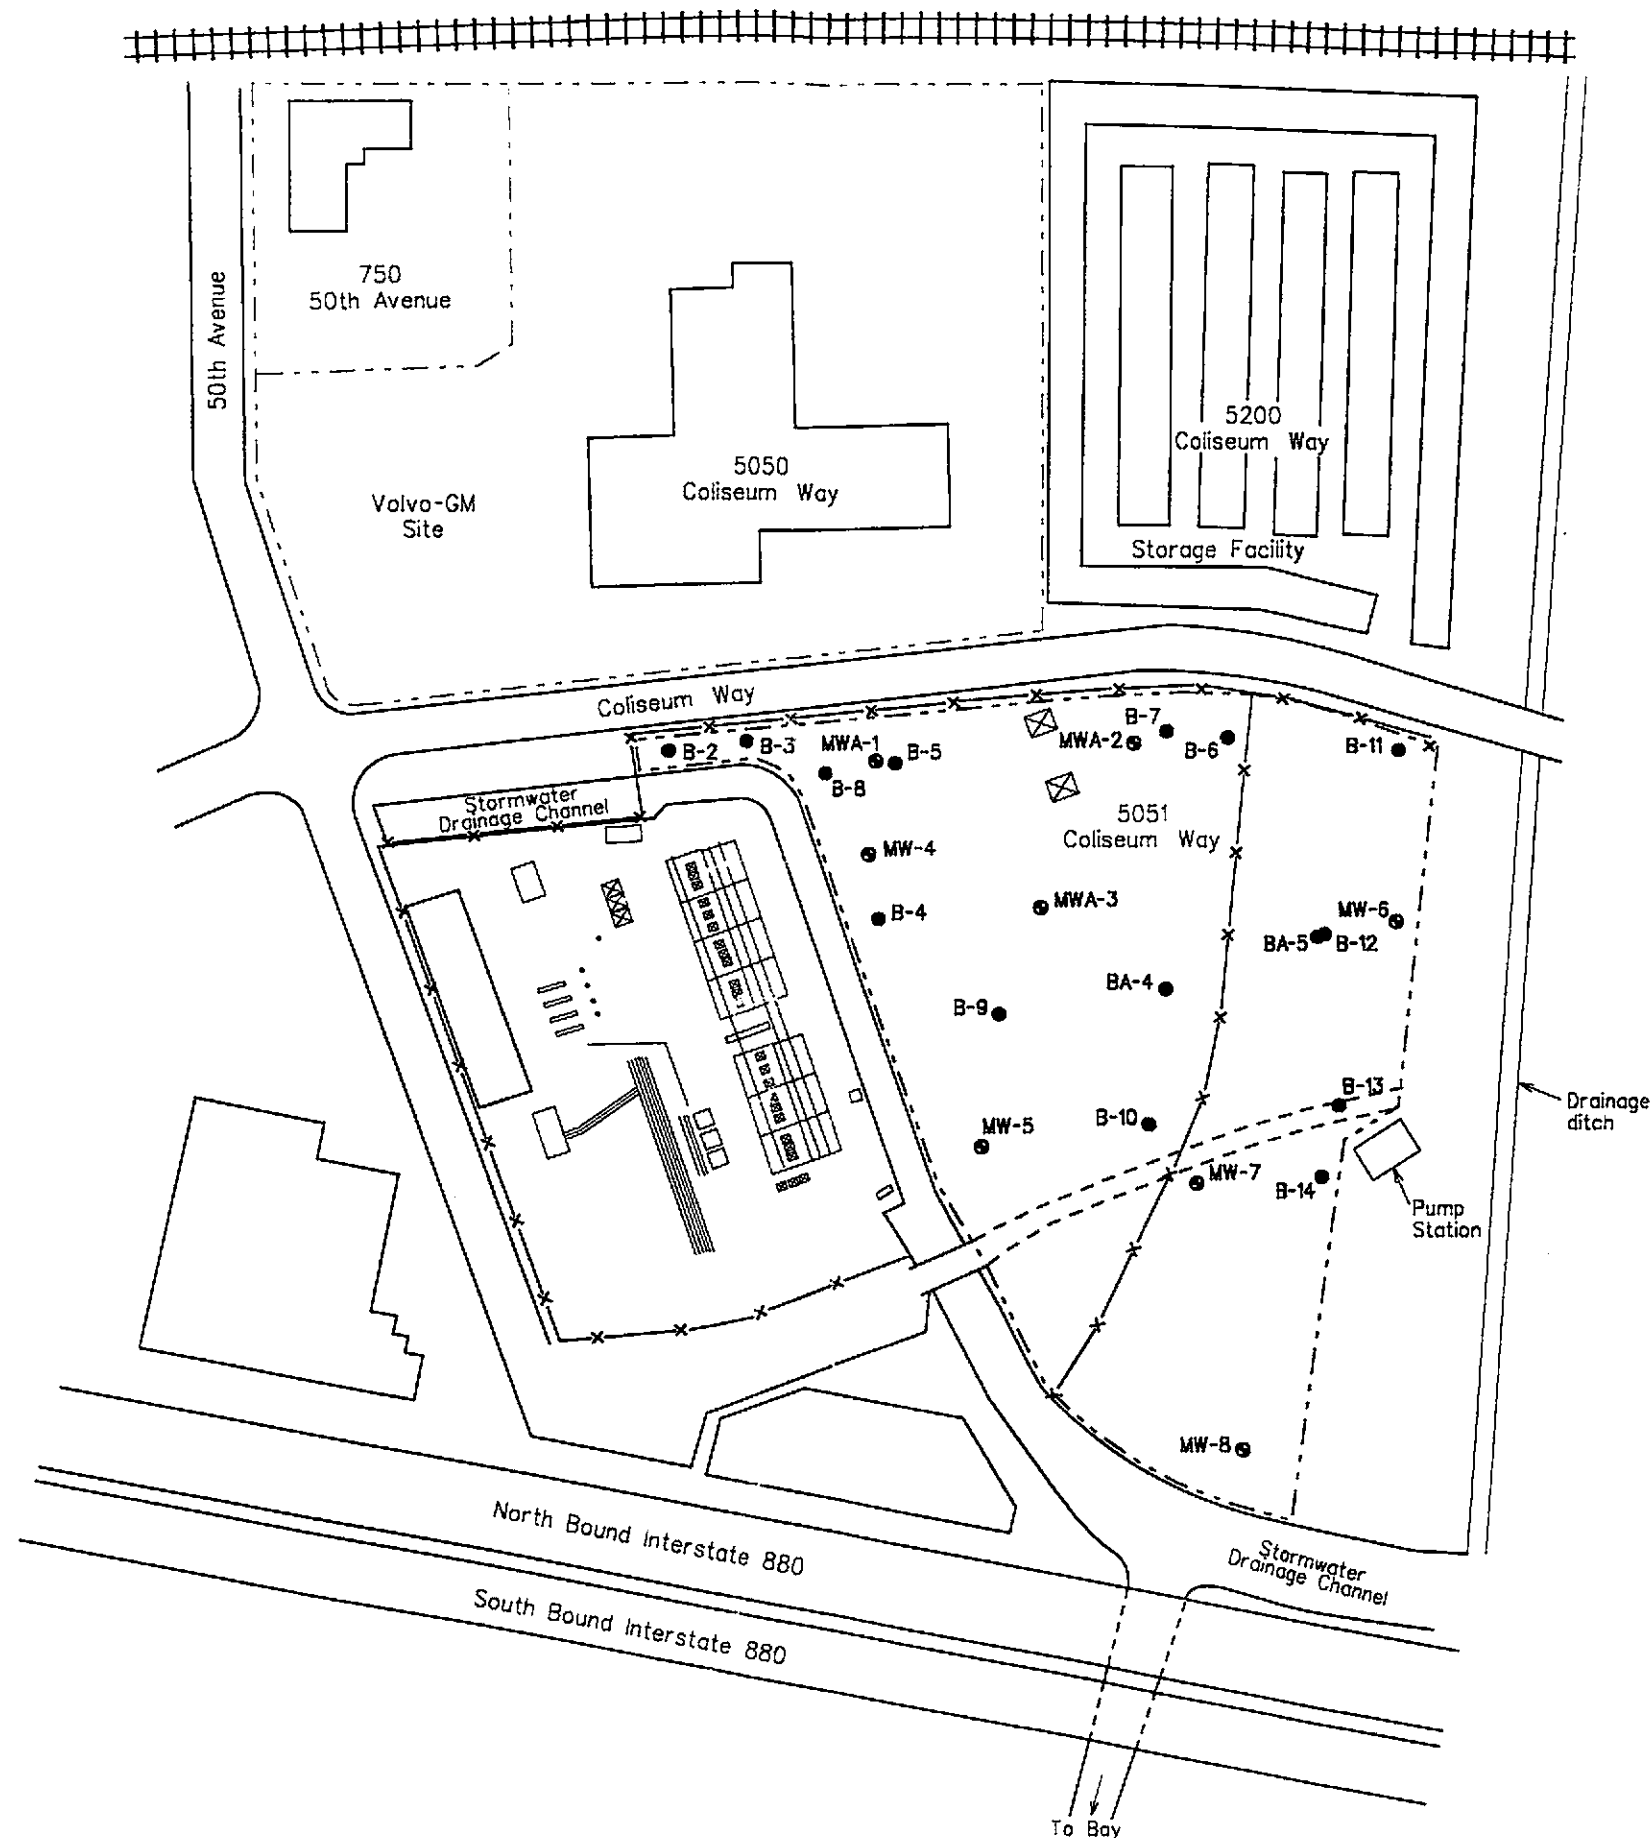 750
50th Avenue
50th Avenue
5200
Coliseum Way
5050
Coliseum Way
Volvo-GM
Site
Storage Facility
Coliseum Way
B-7
MWA-2
B-6
B-11
B-2
B-3
MWA-1
B-5
B-8
Stormwater
Drainage Channel
5051
Coliseum Way
MW-4
MWA-3
B-4
MW-6
BA-5
B-12
BA-4
B-9
B-13
Drainage
ditch
B-10
MW-5
MW-7
B-14
Pump
Station
MW-8
North Bound Interstate 880
Stormwater
Drainage Channel
South Bound Interstate 880
To Bay